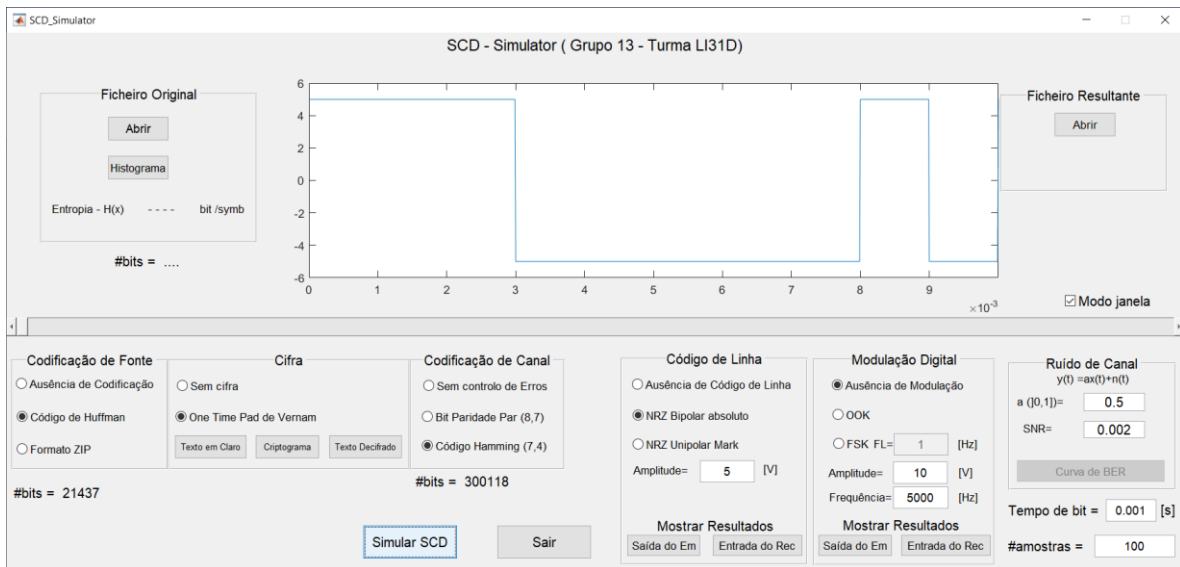 SCD_Simulator
SCD - Simulator ( Grupo 13 - Turma LI31D)
Ficheiro Original
Abrir
Histograma
Entropia - H(x) - - - - bit /symb
#bits = ....
6
4
2
0
-2
-4
-6
0 1 2 3 4 5 6 7 8 9
×10-3
Ficheiro Resultante
Abrir
Modo janela
Codificação de Fonte
Ausência de Codificação
Código de Huffman
Formato ZIP
#bits = 21437
Cifra
Sem cifra
One Time Pad de Vernam
Texto em Claro Criptograma Texto Decifrado
Codificação de Canal
Sem controlo de Erros
Bit Paridade Par (8,7)
Código Hamming (7,4)
#bits = 300118
Simular SCD Sair
Código de Linha
Ausência de Código de Linha
NRZ Bipolar absoluto
NRZ Unipolar Mark
Amplitude= 5 [V]
Mostrar Resultados
Saída do Em Entrada do Rec
Modulação Digital
Ausência de Modulação
OOK
FSK FL= 1 [Hz]
Amplitude= 10 [V]
Frequência= 5000 [Hz]
Mostrar Resultados
Saída do Em Entrada do Rec
Ruído de Canal
y(t) =ax(t)+n(t)
a (]0,1])= 0.5
SNR= 0.002
Curva de BER
Tempo de bit = 0.001 [s]
#amostras = 100